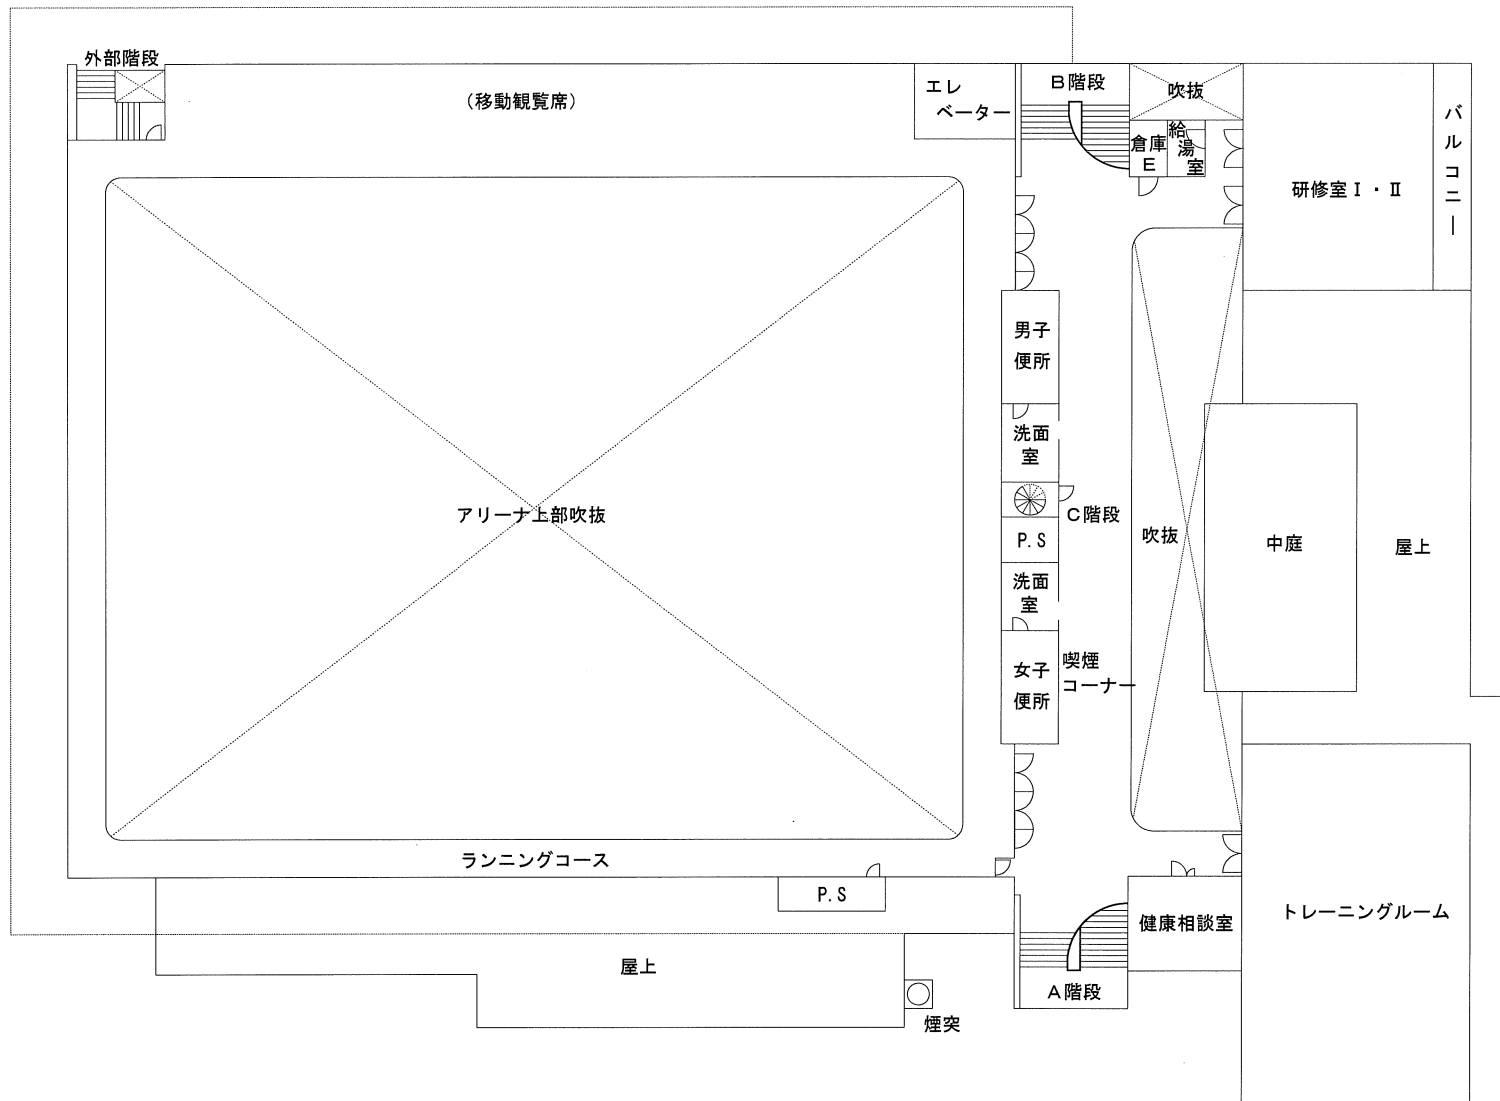 外部階段
（移動観覧席）
エレ
ベーター
B階段
吹抜
倉庫
E
給
湯
室
研修室Ⅰ・Ⅱ
バルコニー
男子
便所
洗面
室
アリーナ上部吹抜
C階段
P.S
吹抜
中庭
屋上
洗面
室
女子
便所
喫煙
コーナー
ランニングコース
P.S
健康相談室
トレーニングルーム
屋上
A階段
煙突